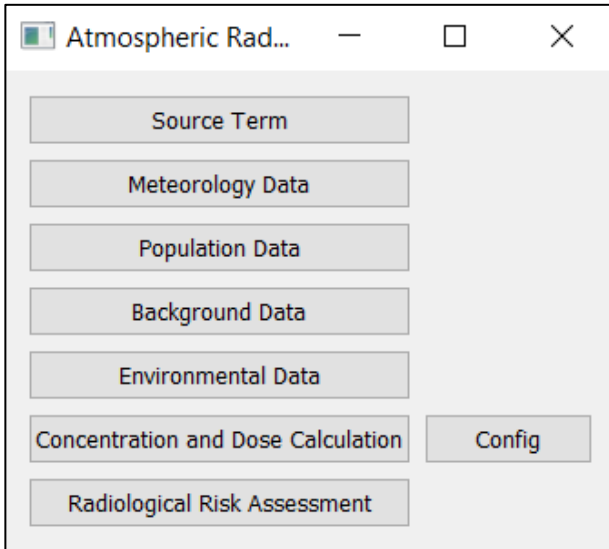 Atmospheric Rad...
Source Term
Meteorology Data
Population Data
Background Data
Environmental Data
Concentration and Dose Calculation Config
Radiological Risk Assessment